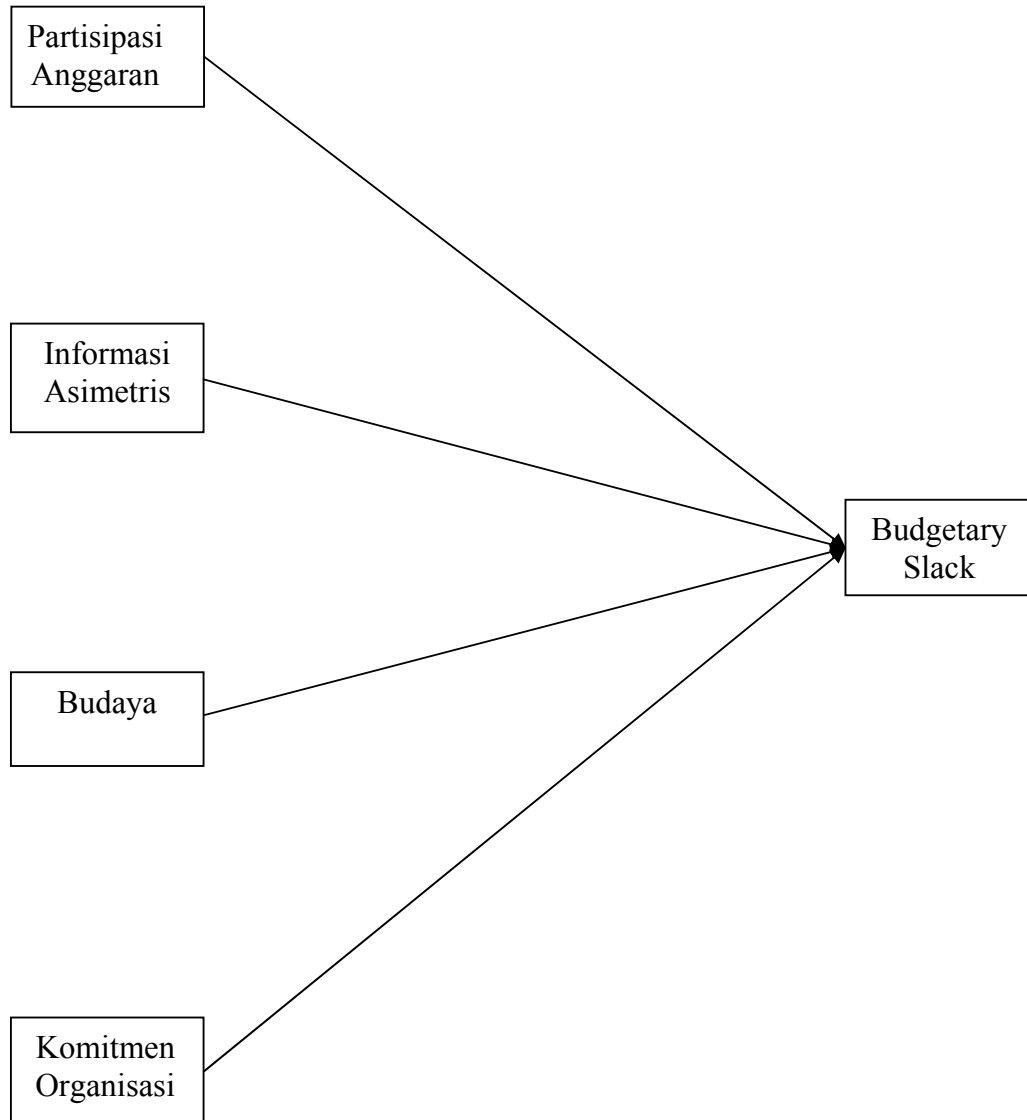 Partisipasi
Anggaran
Informasi
Asimetris
Budgetary
Slack
Budaya
Komitmen
Organisasi